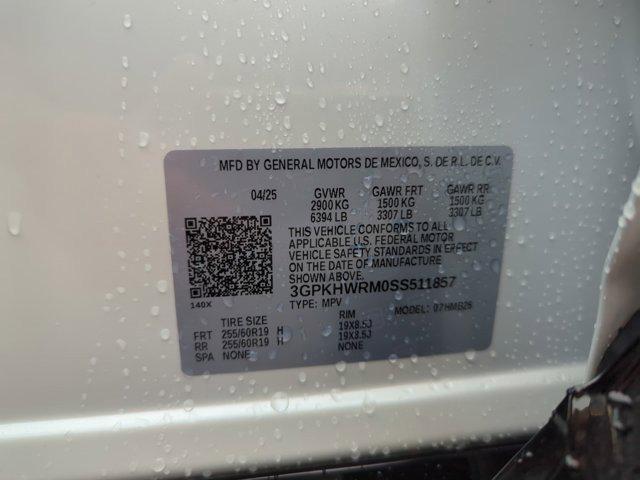 MFD BY GENERAL MOTORS DE MEXICO, S. DE R.L. DE C.V.
04/25 GVWR GAWR FRT GAWR RR
2900 KG 1500 KG 1500 KG
6394 LB 3307 LB 3307 LB
THIS VEHICLE CONFORMS TO ALL
APPLICABLE U.S. FEDERAL MOTOR
VEHICLE SAFETY STANDARDS IN EFFECT
ON THE DATE OF MANUFACTURE
SHOWN ABOVE.
3GPKHWRM0SS511857
140X TYPE: MPV MODEL: 07HMB26
TIRE SIZE RIM
FRT 255/60R19 H 19X8.5J
RR 255/60R19 H 19X8.5J
SPA NONE NONE